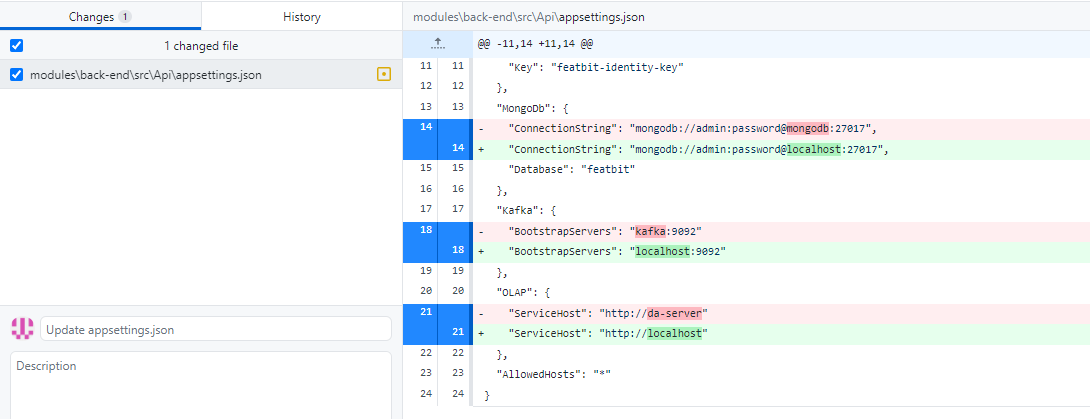 Changes 1
History
modules\back-end\src\Api\appsettings.json
1 changed file
modules\back-end\src\Api\appsettings.json
Update appsettings.json
Description
@@ -11,14 +11,14 @@
11 11 "Key": "featbit-identity-key"
12 12 },
13 13 "MongoDb": {
14 - "ConnectionString": "mongodb://admin:password@mongodb:27017",
14 + "ConnectionString": "mongodb://admin:password@localhost:27017",
15 15 "Database": "featbit"
16 16 },
17 17 "Kafka": {
18 - "BootstrapServers": "kafka:9092"
18 + "BootstrapServers": "localhost:9092"
19 19 },
20 20 "OLAP": {
21 - "ServiceHost": "http://da-server"
21 + "ServiceHost": "http://localhost"
22 22 },
23 23 "AllowedHosts": "*"
24 24 }